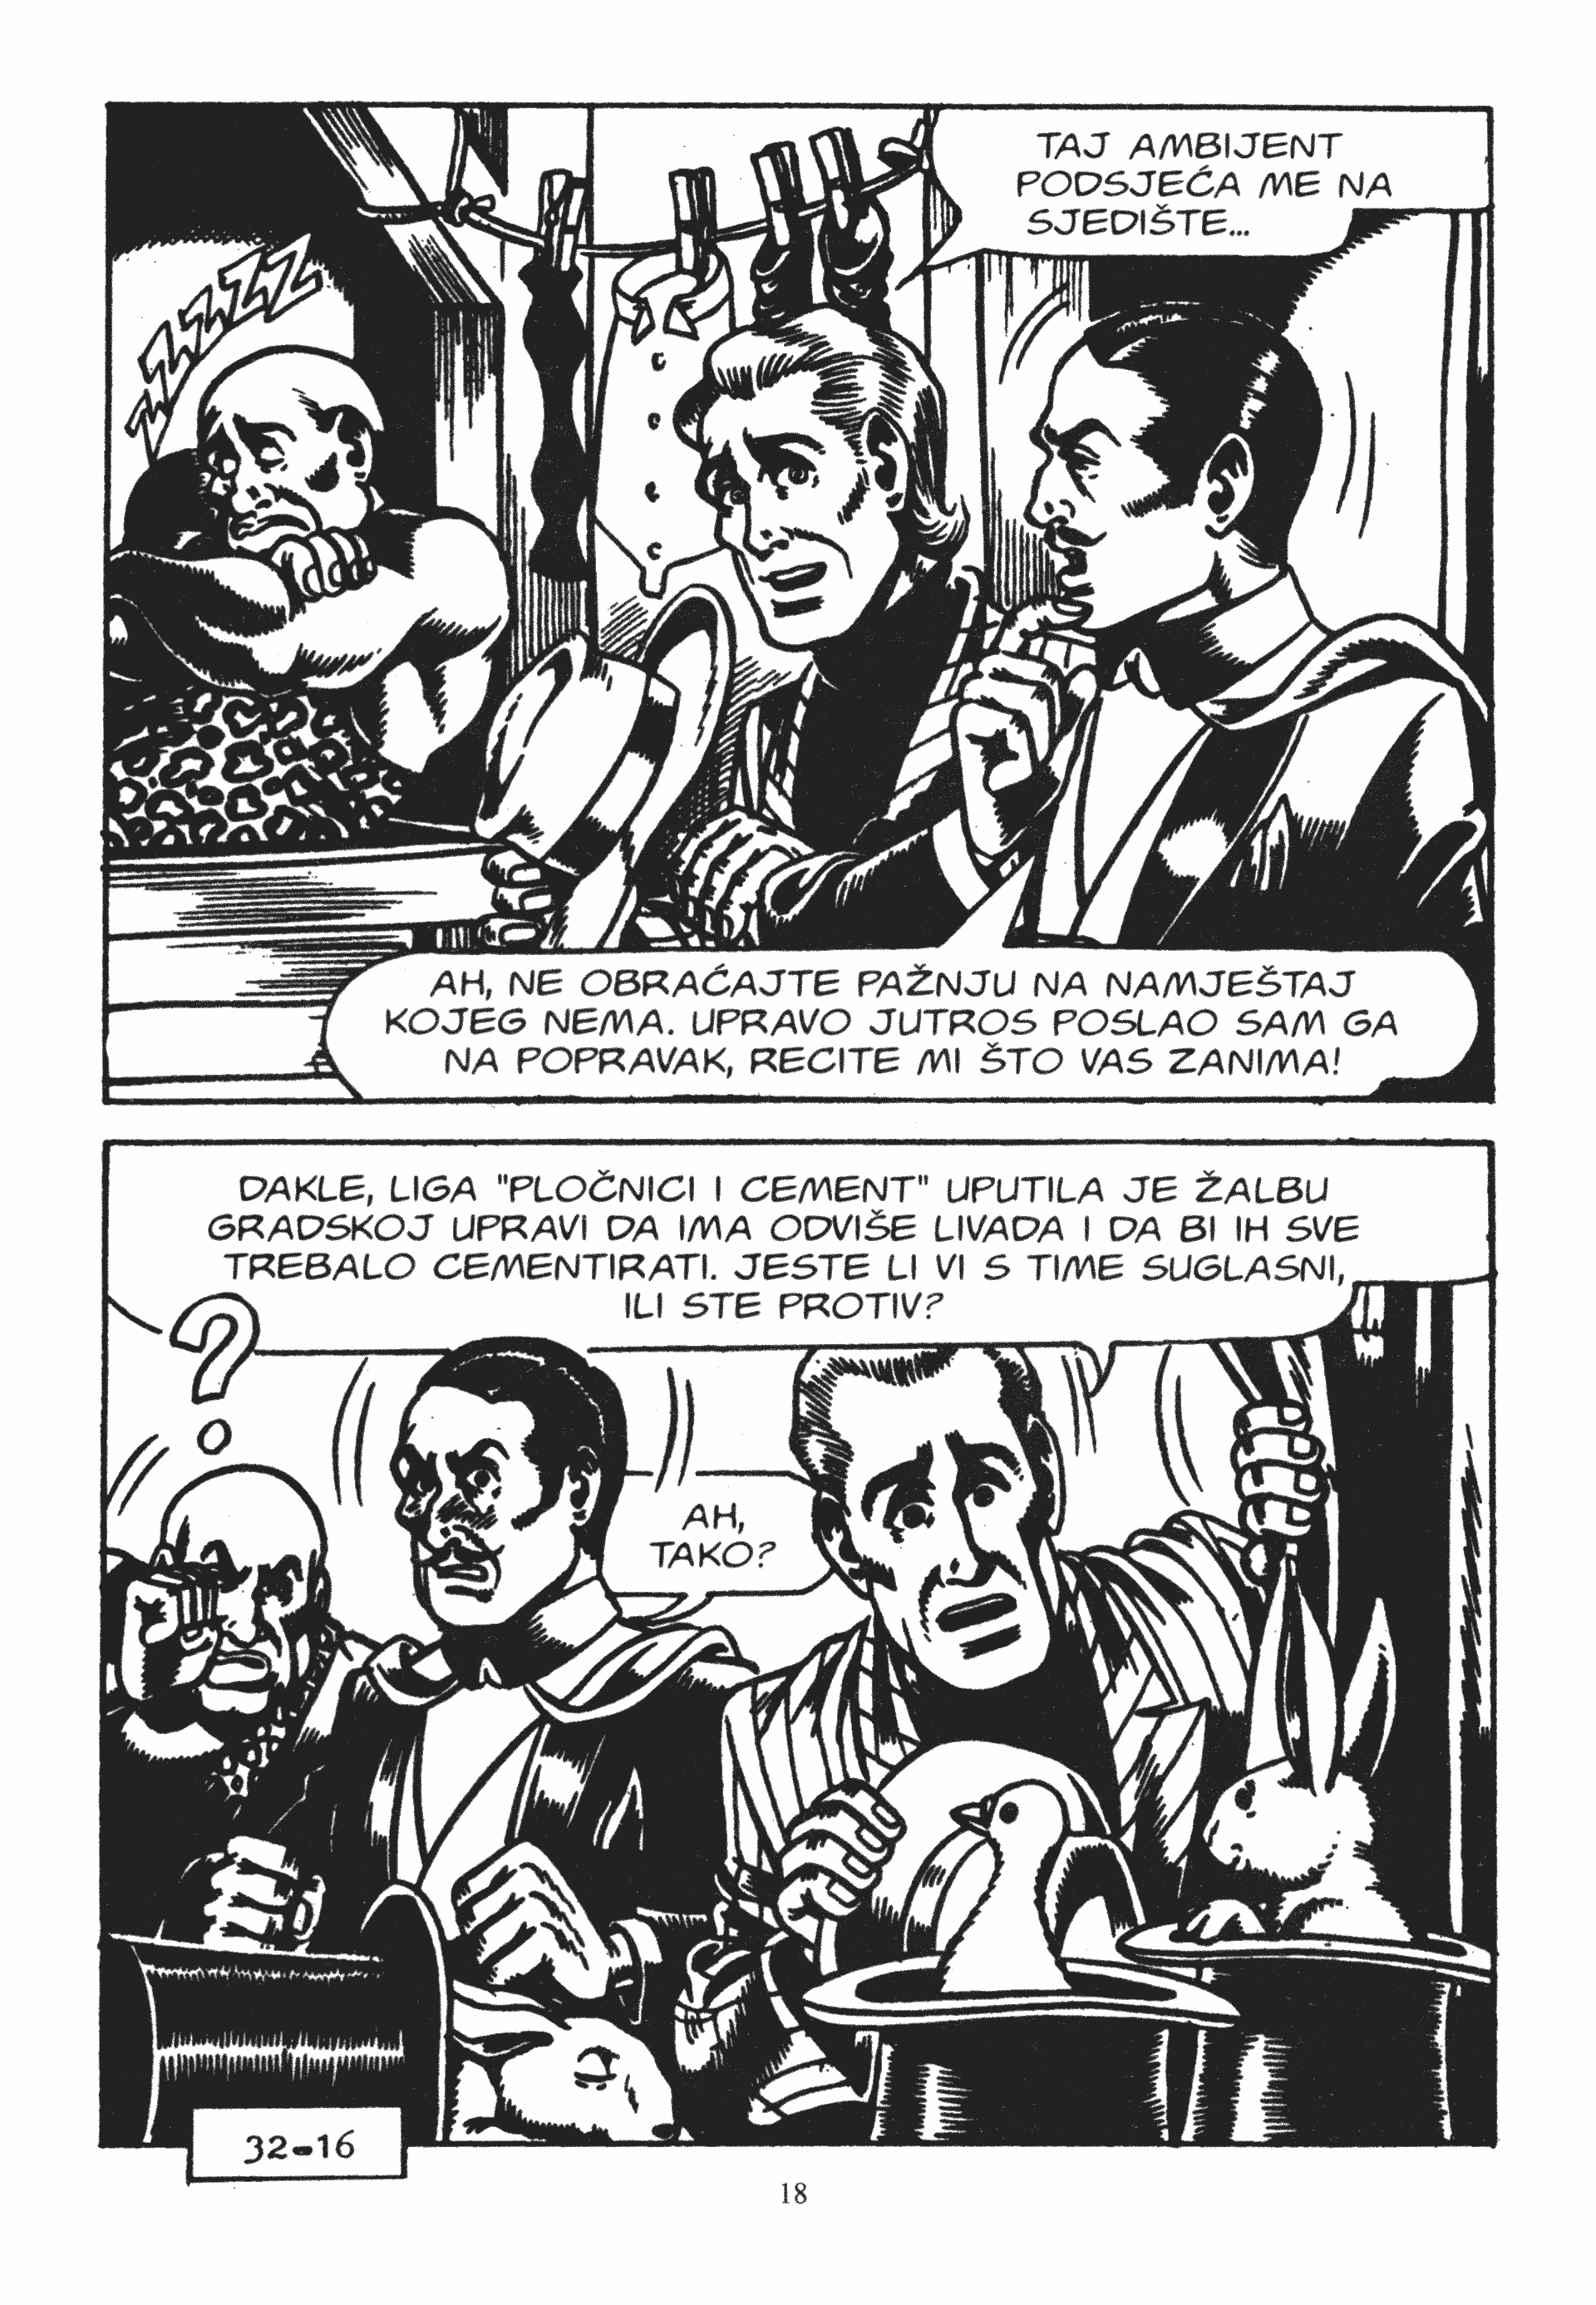 TAJ AMBIJENT
PODSJEĆA ME NA
SJEDIŠTE...
ZZZZZZ
AH, NE OBRAĆAJTE PAŽNJU NA NAMJEŠTAJ
KOJEG NEMA. UPRAVO JUTROS POSLAO SAM GA
NA POPRAVAK, RECITE MI ŠTO VAS ZANIMA!
DAKLE, LIGA "PLOČNICI I CEMENT" UPUTILA JE ŽALBU
GRADSKOJ UPRAVI DA IMA ODVIŠE LIVADA I DA BI IH SVE
TREBALO CEMENTIRATI. JESTE LI VI S TIME SUGLASNI,
ILI STE PROTIV?
?
AH,
TAKO?
32-16
18